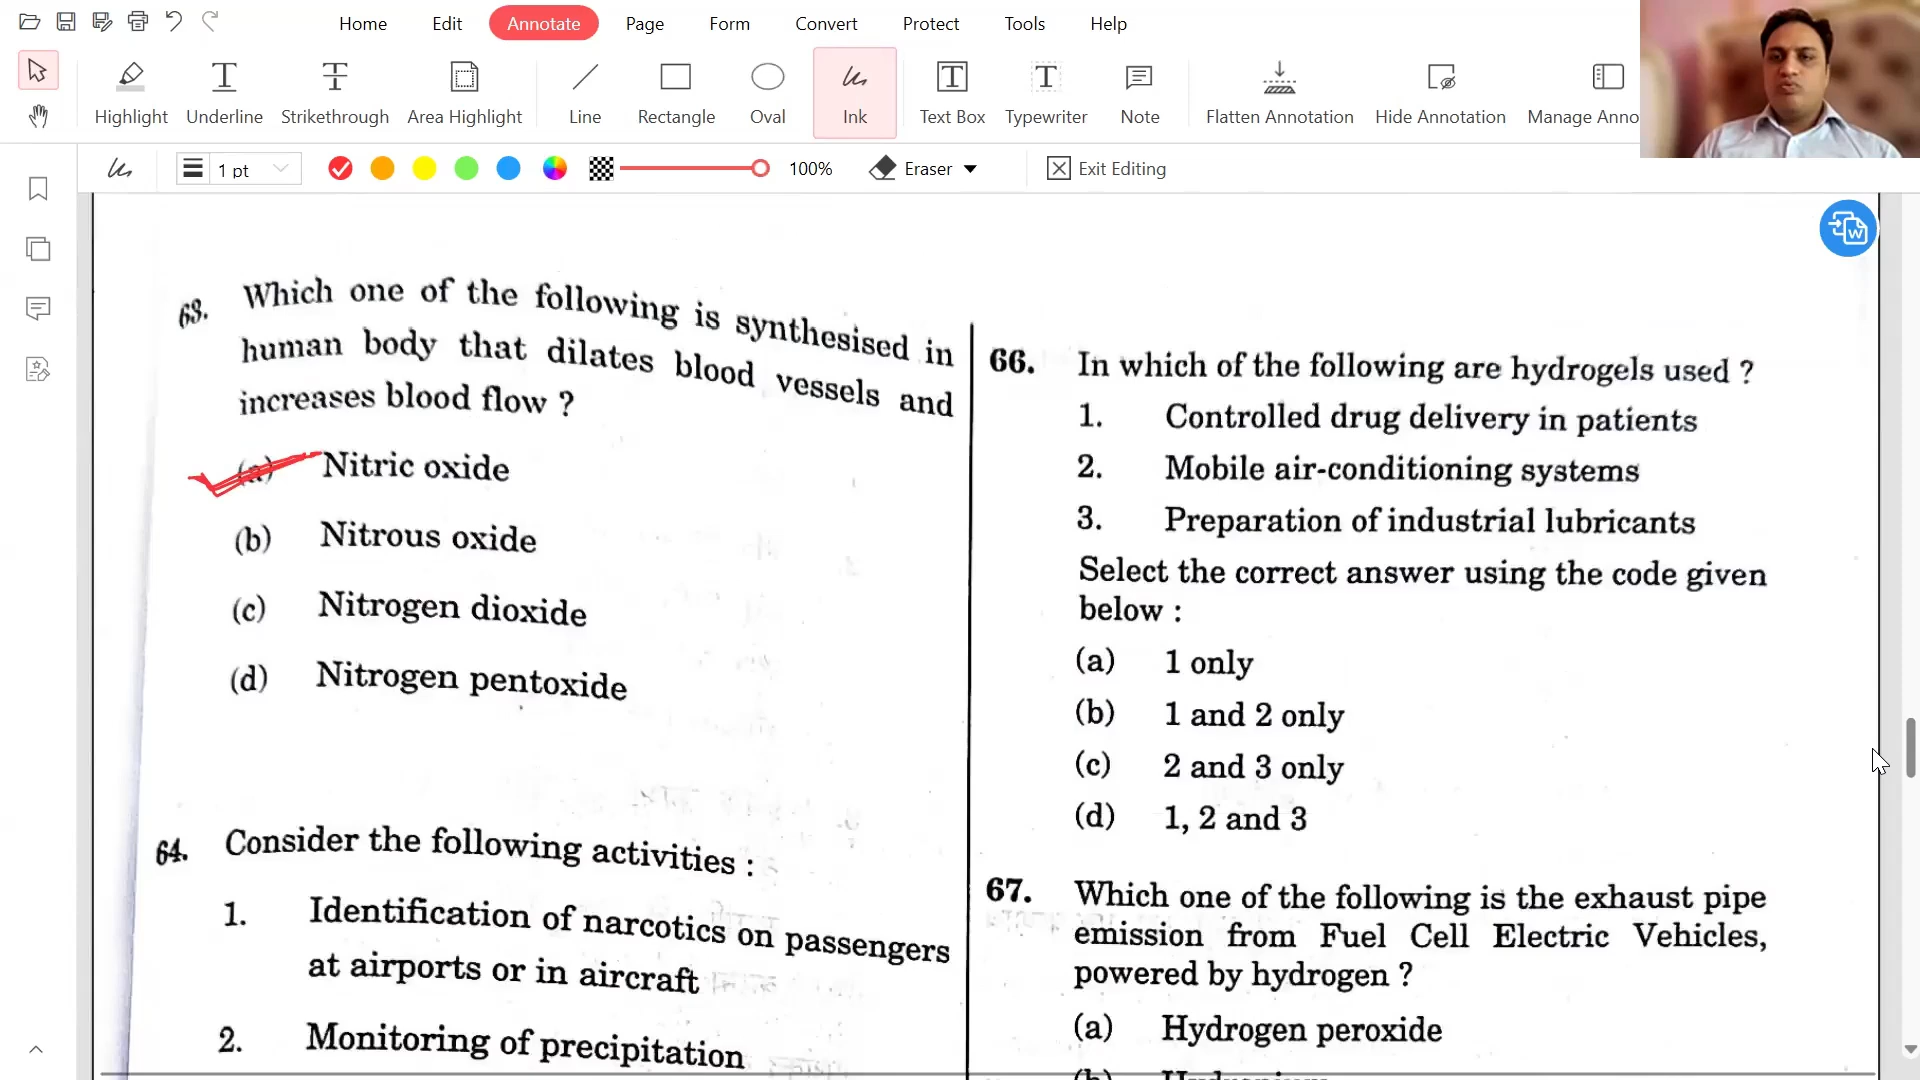 Home Edit Annotate Page Form Convert Protect Tools Help
Highlight Underline Strikethrough Area Highlight Line Rectangle Oval Ink Text Box Typewriter Note Flatten Annotation Hide Annotation Manage Anno
1 pt 100% Eraser Exit Editing
63. Which one of the following is synthesised in
human body that dilates blood vessels and
increases blood flow ?
(a) Nitric oxide
(b) Nitrous oxide
(c) Nitrogen dioxide
(d) Nitrogen pentoxide
64. Consider the following activities :
1. Identification of narcotics on passengers
at airports or in aircraft
2. Monitoring of precipitation
66. In which of the following are hydrogels used ?
1. Controlled drug delivery in patients
2. Mobile air-conditioning systems
3. Preparation of industrial lubricants
Select the correct answer using the code given
below :
(a) 1 only
(b) 1 and 2 only
(c) 2 and 3 only
(d) 1, 2 and 3
67. Which one of the following is the exhaust pipe
emission from Fuel Cell Electric Vehicles,
powered by hydrogen ?
(a) Hydrogen peroxide